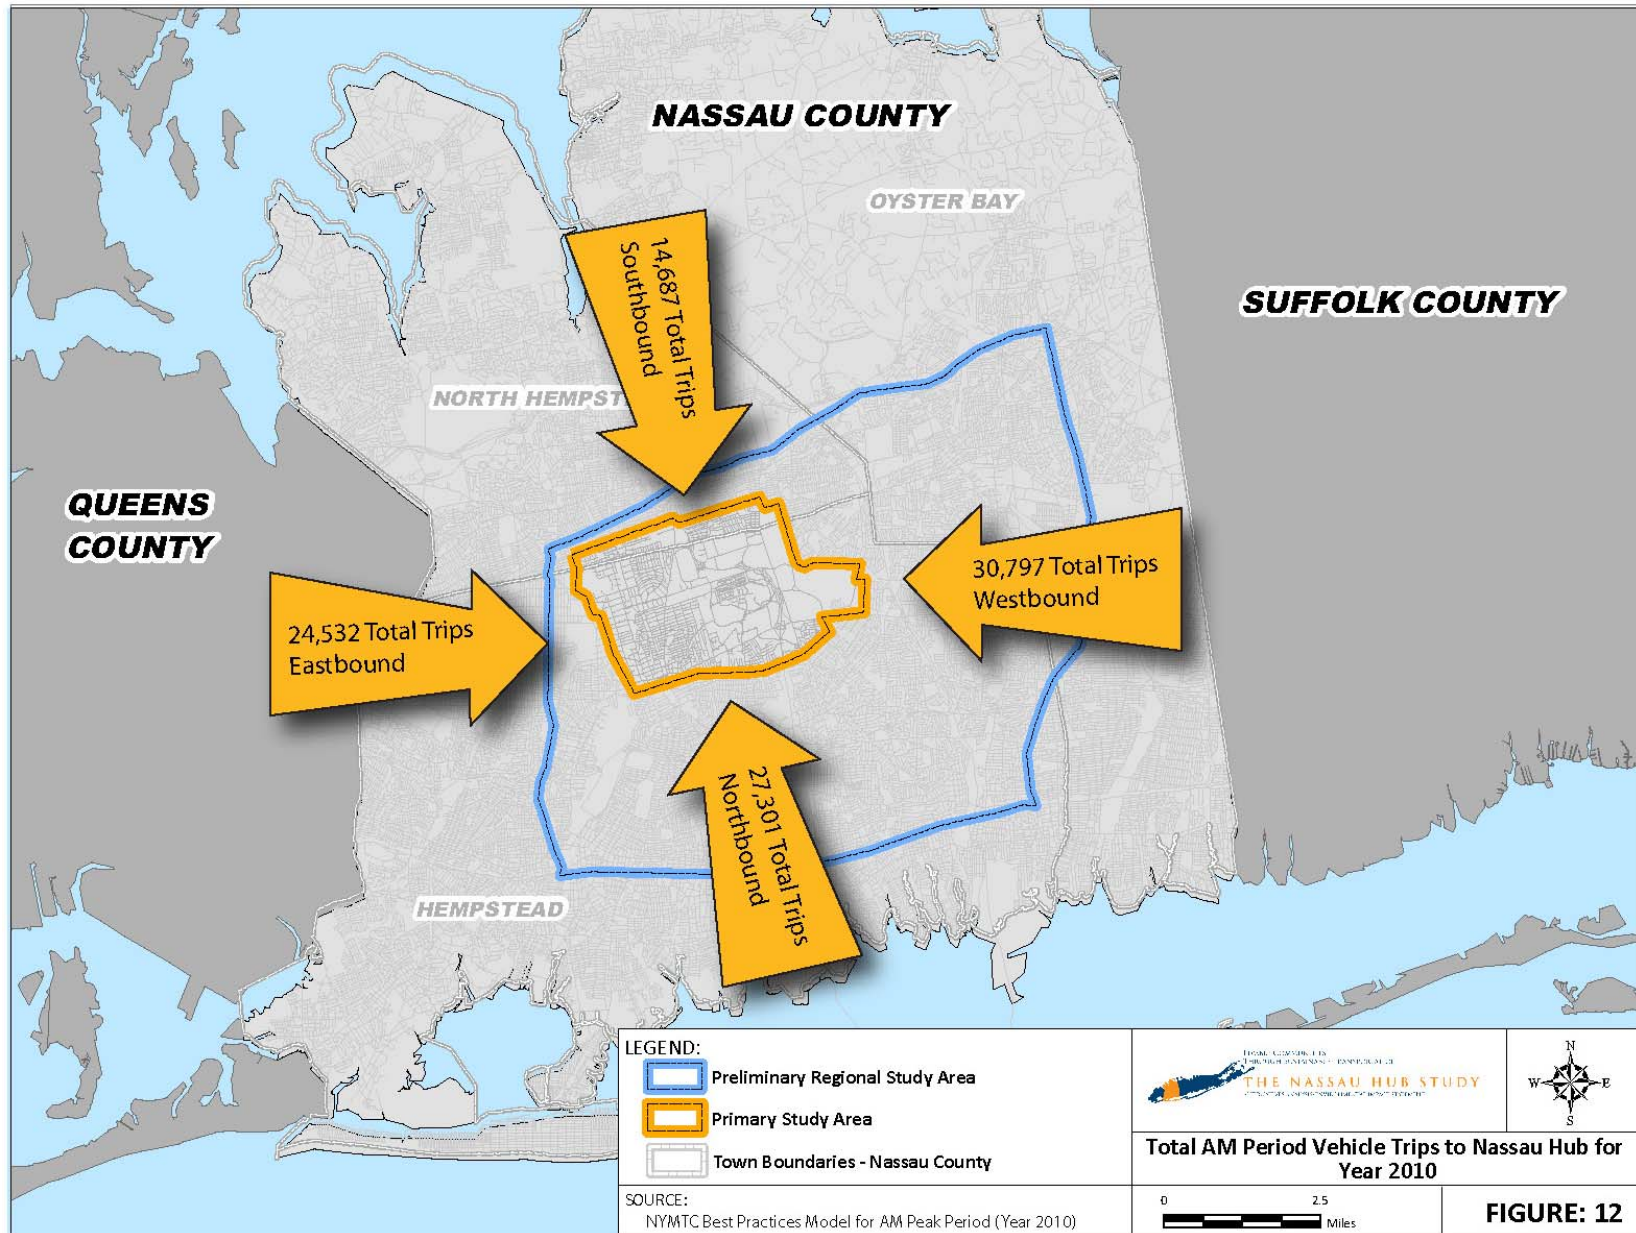 NASSAU COUNTY
OYSTER BAY
14,687 Total Trips
Southbound
SUFFOLK COUNTY
NORTH HEMPST
QUEENS
COUNTY
30,797 Total Trips
Westbound
24,532 Total Trips
Eastbound
27,301 Total Trips
Northbound
HEMPSTEAD
LEGEND:
Preliminary Regional Study Area
Primary Study Area
Town Boundaries - Nassau County
SOURCE:
NYMTC Best Practices Model for AM Peak Period (Year 2010)
THE NASSAU HUB STUDY
N
W
E
S
Total AM Period Vehicle Trips to Nassau Hub for
Year 2010
0 2.5
Miles
FIGURE: 12